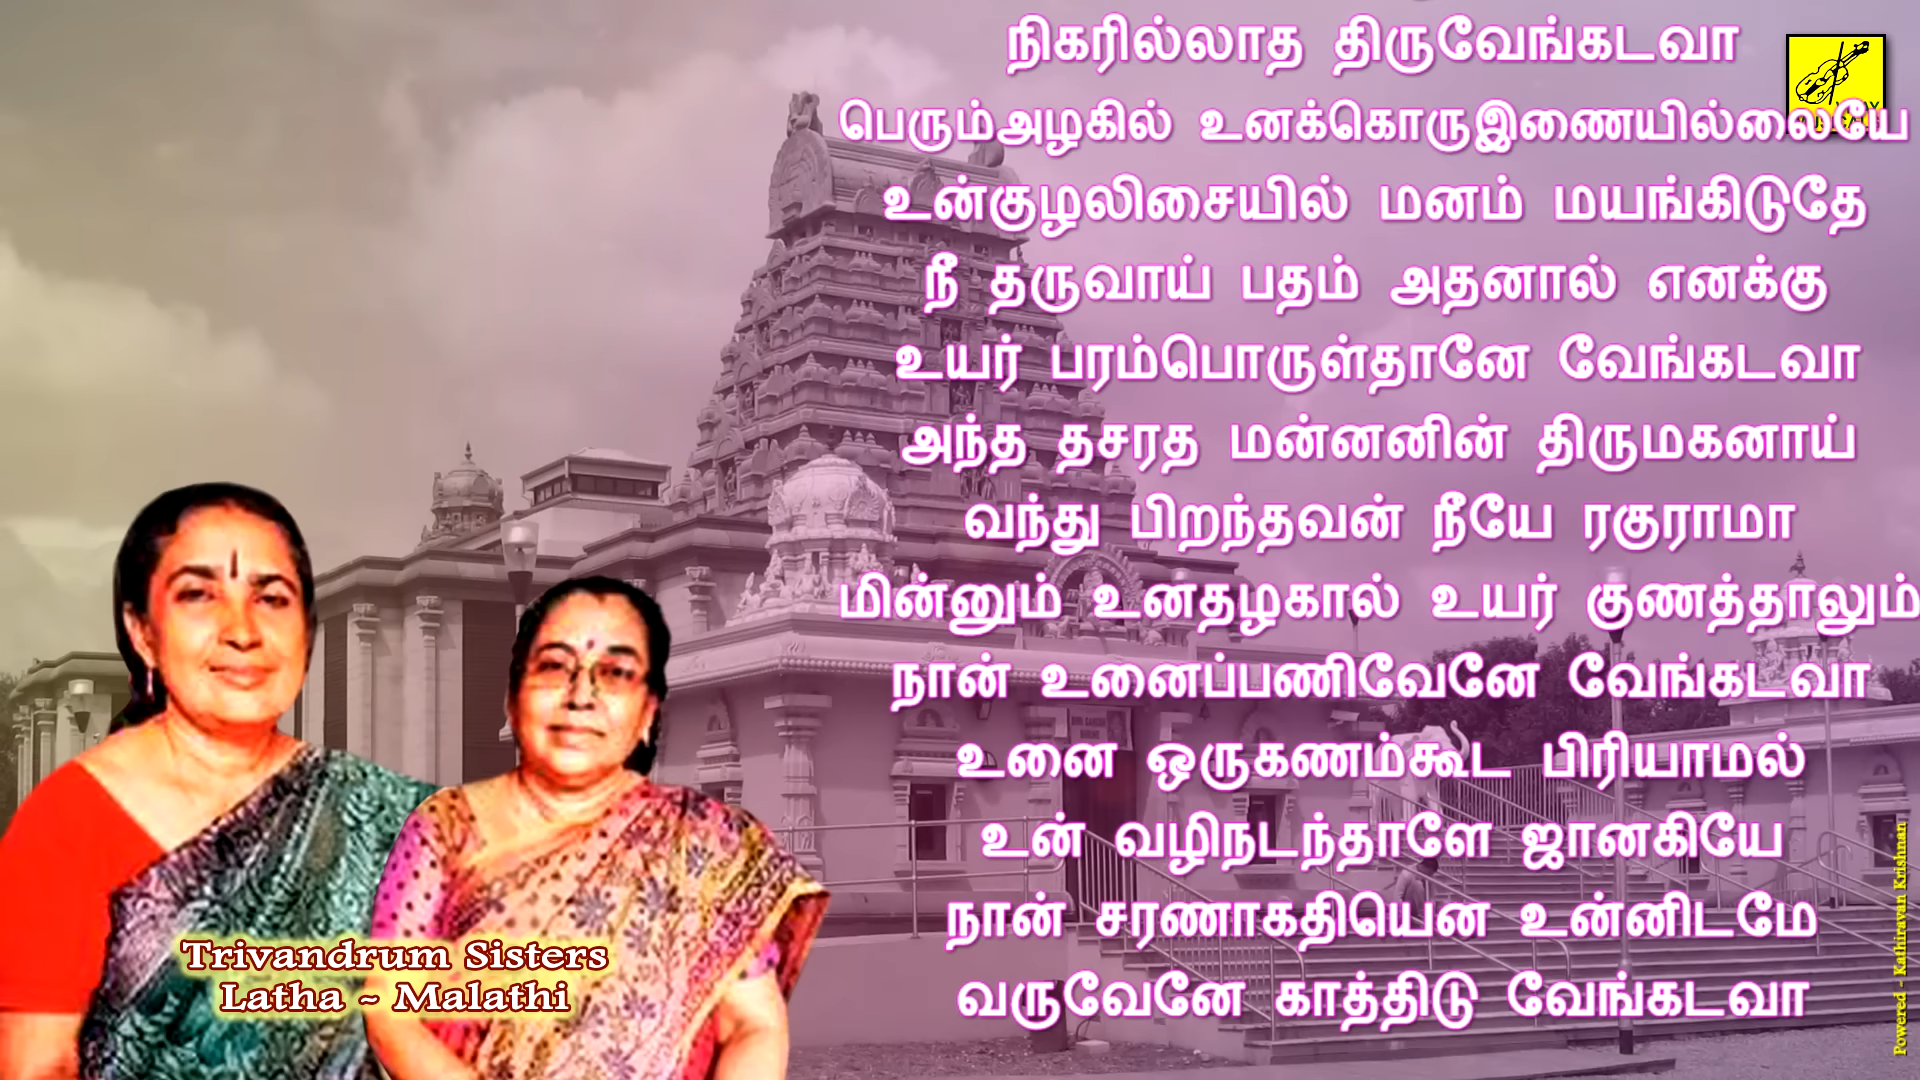 நிகரில்லாத திருவேங்கடவா
பெரும்அழகில் உனக்கொருஇணையில்லையே
உன்குழலிசையில் மனம் மயங்கிடுதே
நீ தருவாய் பதம் அதனால் எனக்கு
உயர் பரம்பொருள்தானே வேங்கடவா
அந்த தசரத மன்னனின் திருமகனாய்
வந்து பிறந்தவன் நீயே ரகுராமா
மின்னும் உனதழகால் உயர் குணத்தாலும்
நான் உனைப்பணிவேனே வேங்கடவா
உனை ஒருகணம்கூட பிரியாமல்
உன் வழிநடந்தாளே ஜானகியே
நான் சரணாகதியென உன்னிடமே
வருவேனே காத்திடு வேங்கடவா
Trivandrum Sisters
Latha ~ Malathi
Powered - Kathiravan Krishnan